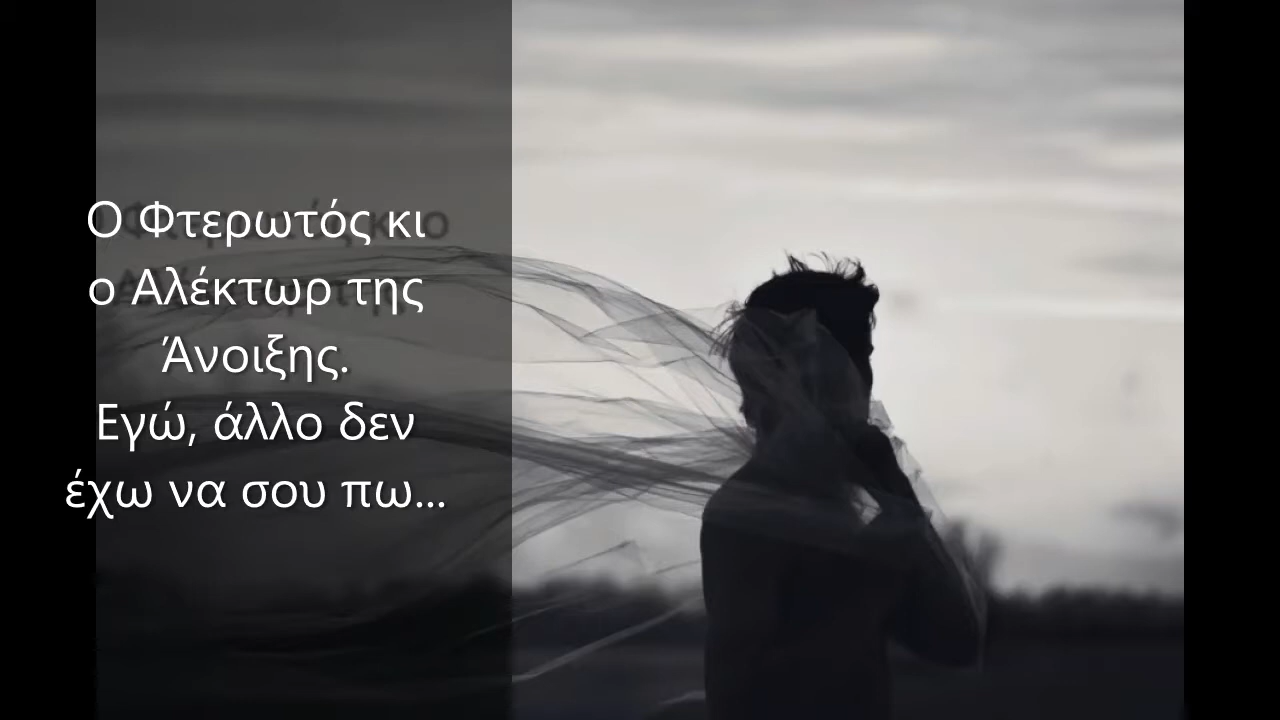 Ο Φτερωτός κι
ο Αλέκτωρ της
Άνοιξης.
Εγώ, άλλο δεν
έχω να σου πω...